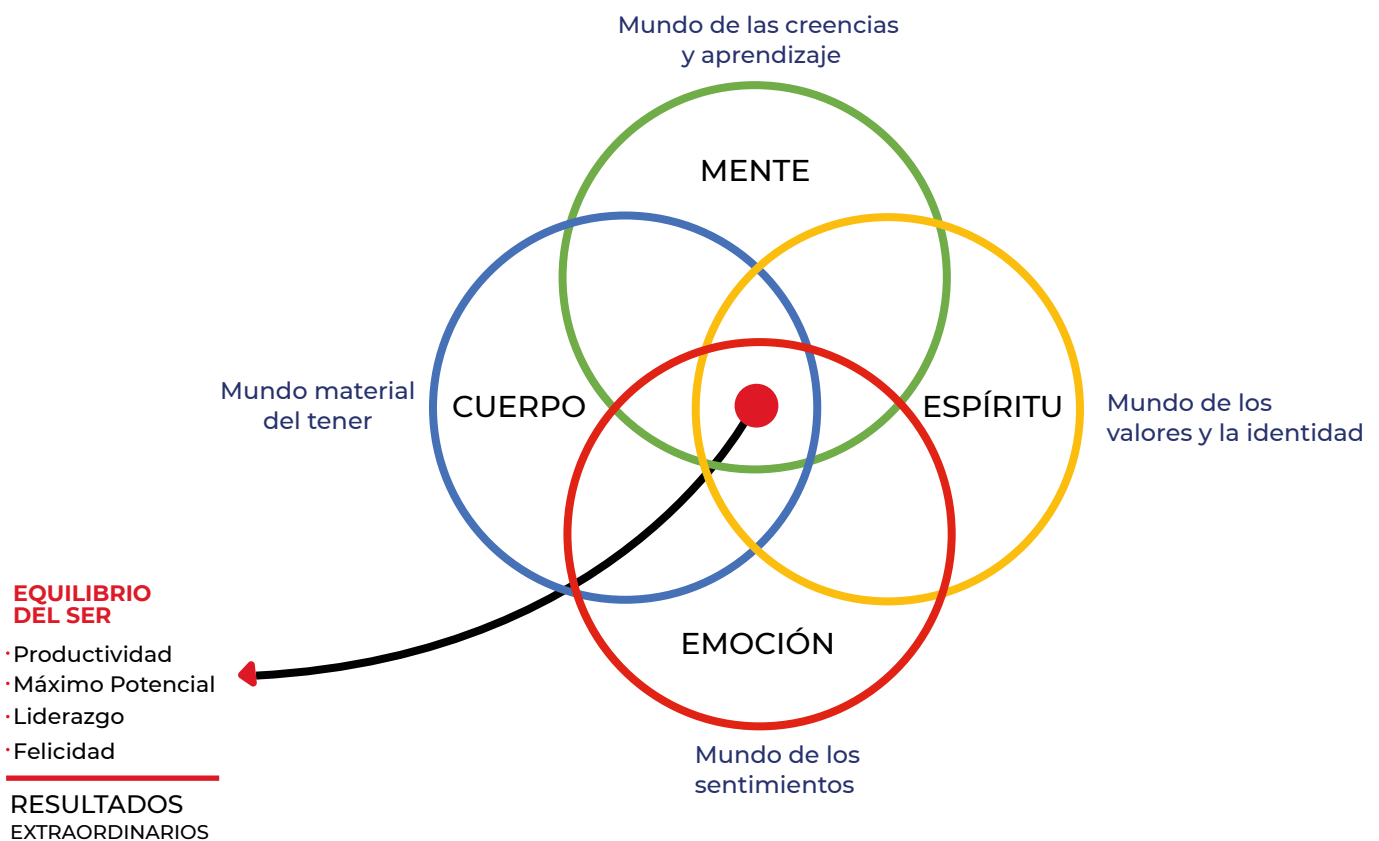 Mundo de las creencias
y aprendizaje
MENTE
Mundo material
del tener
CUERPO
ESPÍRITU
Mundo de los
valores y la identidad
EMOCIÓN
Mundo de los
sentimientos
EQUILIBRIO
DEL SER
·Productividad
·Máximo Potencial
·Liderazgo
·Felicidad
RESULTADOS
EXTRAORDINARIOS